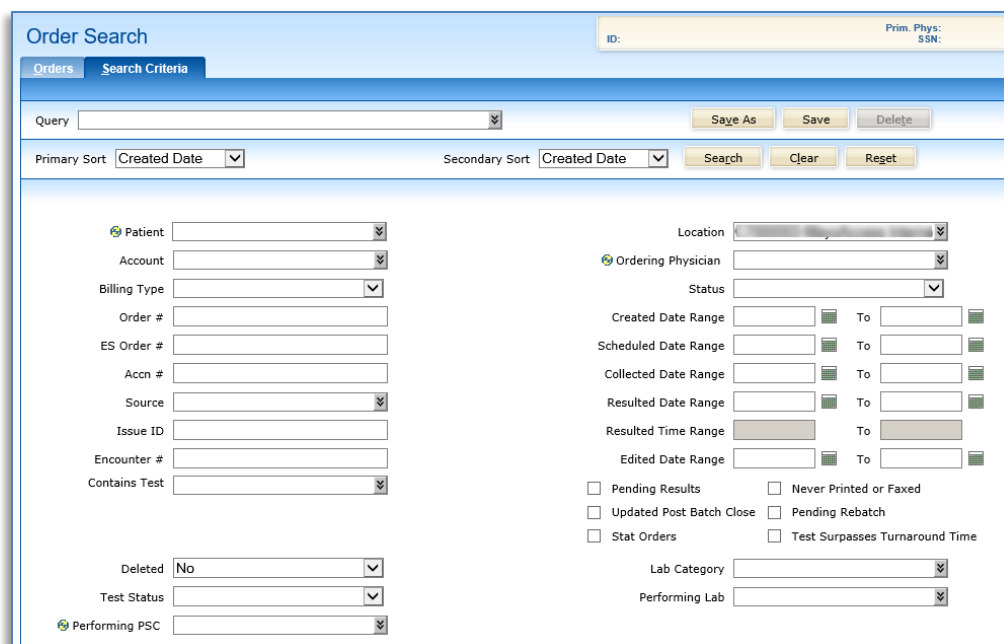 Order Search
Prim. Phys:
ID: SSN:
Orders Search Criteria
Query Save As Save Delete
Primary Sort Created Date Secondary Sort Created Date Search Clear Reset
Patient Location
Account Ordering Physician
Billing Type Status
Order # Created Date Range To
ES Order # Scheduled Date Range To
Accn # Collected Date Range To
Source Resulted Date Range To
Issue ID Resulted Time Range To
Encounter # Edited Date Range To
Contains Test Pending Results Never Printed or Faxed
Updated Post Batch Close Pending Rebatch
Stat Orders Test Surpasses Turnaround Time
Deleted No Lab Category
Test Status Performing Lab
Performing PSC